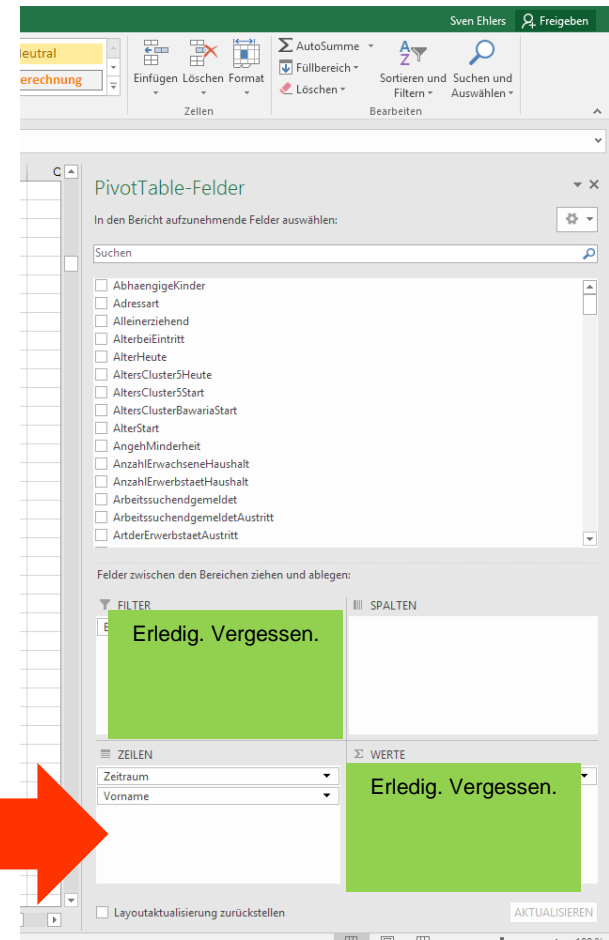 Sven Ehlers Freigeben
Neutral
Berechnung
Einfügen Löschen Format
Zellen
AutoSumme
Füllbereich
Löschen
Sortieren und Filtern
Suchen und Auswählen
Bearbeiten
PivotTable-Felder
In den Bericht aufzunehmende Felder auswählen:
Suchen
AbhaengigeKinder
Adressart
Alleinerziehend
AlterbeiEintritt
AlterHeute
AltersCluster5Heute
AltersCluster5Start
AltersClusterBawariaStart
AlterStart
AngehMinderheit
AnzahlErwachseneHaushalt
AnzahlErwerbstaetHaushalt
Arbeitssuchendgemeldet
ArbeitssuchendgemeldetAustritt
ArtderErwerbstaetAustritt
Felder zwischen den Bereichen ziehen und ablegen:
FILTER
Erledig. Vergessen.
SPALTEN
ZEILEN
Zeitraum
Vorname
WERTE
Erledig. Vergessen.
Layoutaktualisierung zurückstellen
AKTUALISIEREN